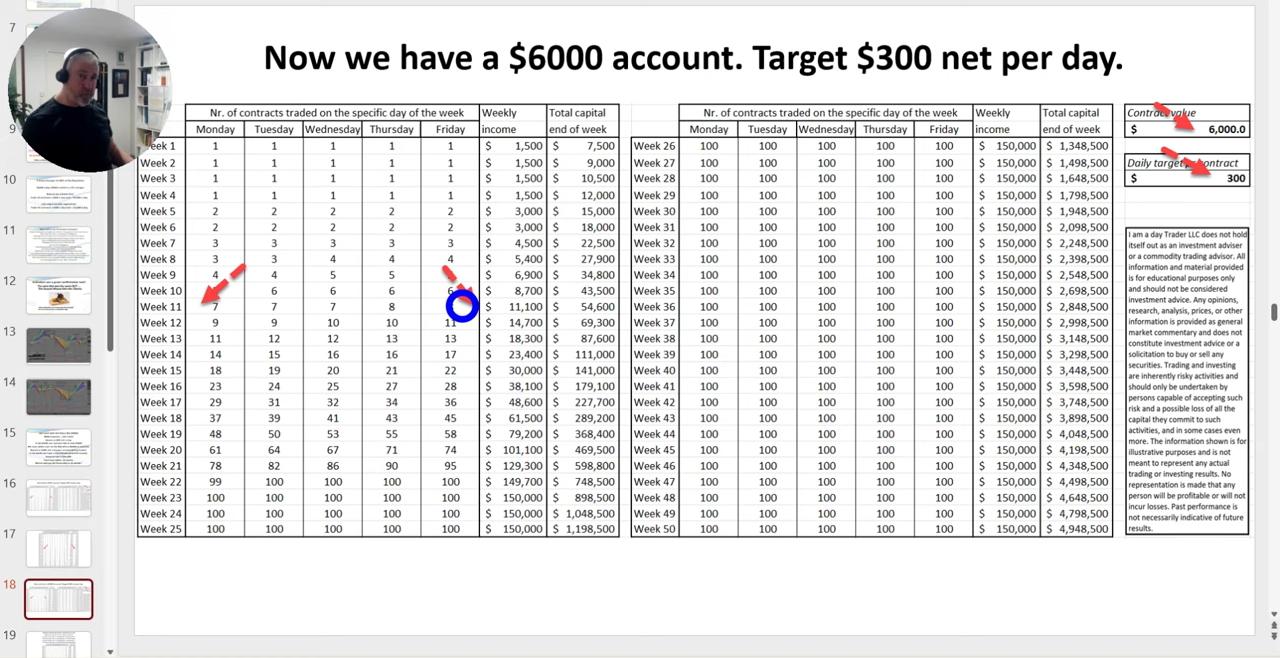 7
9
10
11
12
13
14
15
16
17
18
19
Now we have a $6000 account. Target $300 net per day.
Nr. of contracts traded on the specific day of the week Weekly Total capital
Monday Tuesday Wednesday Thursday Friday income end of week
1 1 1 1 1 $ 1,500 $ 7,500
Week 2 1 1 1 1 1 $ 1,500 $ 9,000
Week 3 1 1 1 1 1 $ 1,500 $ 10,500
Week 4 1 1 1 1 1 $ 1,500 $ 12,000
Week 5 2 2 2 2 2 $ 3,000 $ 15,000
Week 6 2 2 2 2 2 $ 3,000 $ 18,000
Week 7 3 3 3 3 3 $ 4,500 $ 22,500
Week 8 3 3 4 4 4 $ 5,400 $ 27,900
Week 9 4 4 5 5 $ 6,900 $ 34,800
Week 10 6 6 6 6 $ 8,700 $ 43,500
Week 11 7 7 7 8 $ 11,100 $ 54,600
Week 12 9 9 10 10 11 $ 14,700 $ 69,300
Week 13 11 12 12 13 13 $ 18,300 $ 87,600
Week 14 14 15 16 16 17 $ 23,400 $ 111,000
Week 15 18 19 20 21 22 $ 30,000 $ 141,000
Week 16 23 24 25 27 28 $ 38,100 $ 179,100
Week 17 29 31 32 34 36 $ 48,600 $ 227,700
Week 18 37 39 41 43 45 $ 61,500 $ 289,200
Week 19 48 50 53 55 58 $ 79,200 $ 368,400
Week 20 61 64 67 71 74 $ 101,100 $ 469,500
Week 21 78 82 86 90 95 $ 129,300 $ 598,800
Week 22 99 100 100 100 100 $ 149,700 $ 748,500
Week 23 100 100 100 100 100 $ 150,000 $ 898,500
Week 24 100 100 100 100 100 $ 150,000 $ 1,048,500
Week 25 100 100 100 100 100 $ 150,000 $ 1,198,500
Nr. of contracts traded on the specific day of the week Weekly Total capital
Monday Tuesday Wednesday Thursday Friday income end of week
Week 26 100 100 100 100 100 $ 150,000 $ 1,348,500
Week 27 100 100 100 100 100 $ 150,000 $ 1,498,500
Week 28 100 100 100 100 100 $ 150,000 $ 1,648,500
Week 29 100 100 100 100 100 $ 150,000 $ 1,798,500
Week 30 100 100 100 100 100 $ 150,000 $ 1,948,500
Week 31 100 100 100 100 100 $ 150,000 $ 2,098,500
Week 32 100 100 100 100 100 $ 150,000 $ 2,248,500
Week 33 100 100 100 100 100 $ 150,000 $ 2,398,500
Week 34 100 100 100 100 100 $ 150,000 $ 2,548,500
Week 35 100 100 100 100 100 $ 150,000 $ 2,698,500
Week 36 100 100 100 100 100 $ 150,000 $ 2,848,500
Week 37 100 100 100 100 100 $ 150,000 $ 2,998,500
Week 38 100 100 100 100 100 $ 150,000 $ 3,148,500
Week 39 100 100 100 100 100 $ 150,000 $ 3,298,500
Week 40 100 100 100 100 100 $ 150,000 $ 3,448,500
Week 41 100 100 100 100 100 $ 150,000 $ 3,598,500
Week 42 100 100 100 100 100 $ 150,000 $ 3,748,500
Week 43 100 100 100 100 100 $ 150,000 $ 3,898,500
Week 44 100 100 100 100 100 $ 150,000 $ 4,048,500
Week 45 100 100 100 100 100 $ 150,000 $ 4,198,500
Week 46 100 100 100 100 100 $ 150,000 $ 4,348,500
Week 47 100 100 100 100 100 $ 150,000 $ 4,498,500
Week 48 100 100 100 100 100 $ 150,000 $ 4,648,500
Week 49 100 100 100 100 100 $ 150,000 $ 4,798,500
Week 50 100 100 100 100 100 $ 150,000 $ 4,948,500
Contract value
$ 6,000.0
Daily target contract
$ 300
I am a day Trader LLC does not hold
itself out as an investment adviser
or a commodity trading advisor. All
information and material provided
is for educational purposes only
and should not be considered
investment advice. Any opinions,
research, analysis, prices, or other
information is provided as general
market commentary and does not
constitute investment advice or a
solicitation to buy or sell any
securities. Trading and investing
are inherently risky activities and
should only be undertaken by
persons capable of accepting such
risk and a possible loss of all the
capital they commit to such
activities, and in some cases even
more. The information shown is for
illustrative purposes and is not
meant to represent any actual
trading or investing results. No
representation is made that any
person will be profitable or will not
incur losses. Past performance is
not necessarily indicative of future
results.